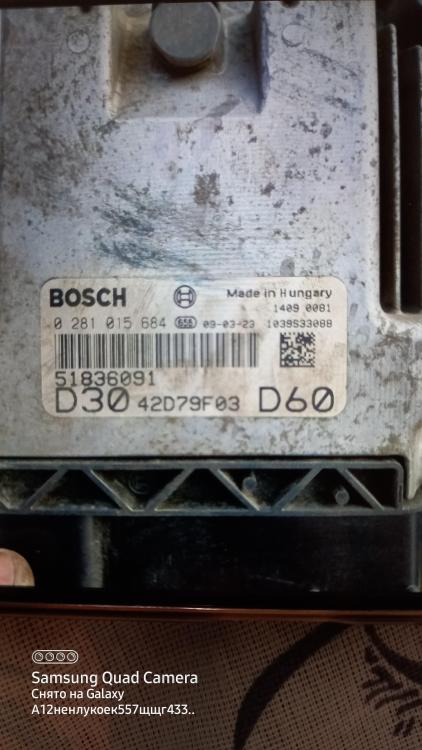 BOSCH Made in Hungary
1409 0081
0 281 015 684 656 09-03-23 1039S33088
51836091
D30 42D79F03 D60
Samsung Quad Camera
Снято на Galaxy
A12ненлукоек557щщг433..